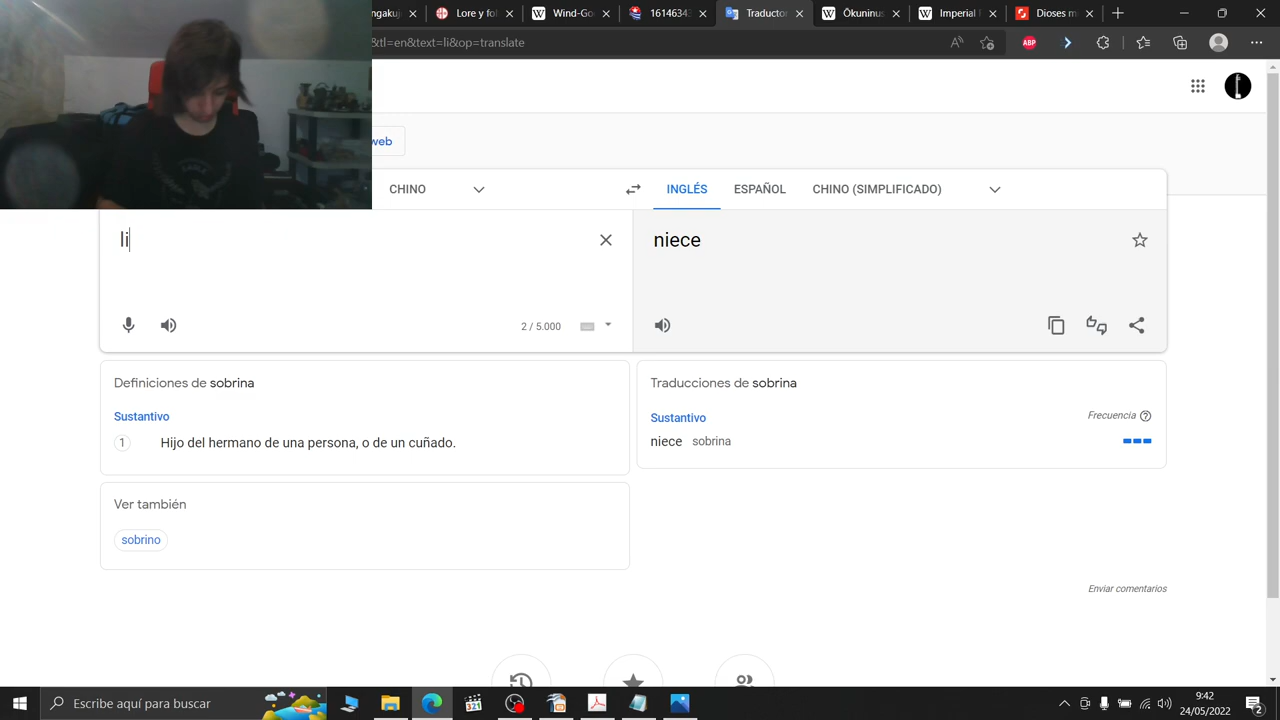 ngakuj
Lore y fol
Wind-Go
1614634
Traductor
Ōkuninus
Imperial
Dioses m
&tl=en&text=li&op=translate
web
CHINO
INGLÉS
ESPAÑOL
CHINO (SIMPLIFICADO)
li
niece
2 / 5.000
Definiciones de sobrina
Traducciones de sobrina
Sustantivo
Sustantivo
Frecuencia
1 Hijo del hermano de una persona, o de un cuñado.
niece sobrina
Ver también
sobrino
Enviar comentarios
Escribe aquí para buscar
9:42
24/05/2022
2